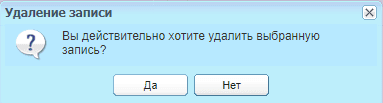 Удаление записи
Вы действительно хотите удалить выбранную
запись?
Да Нет